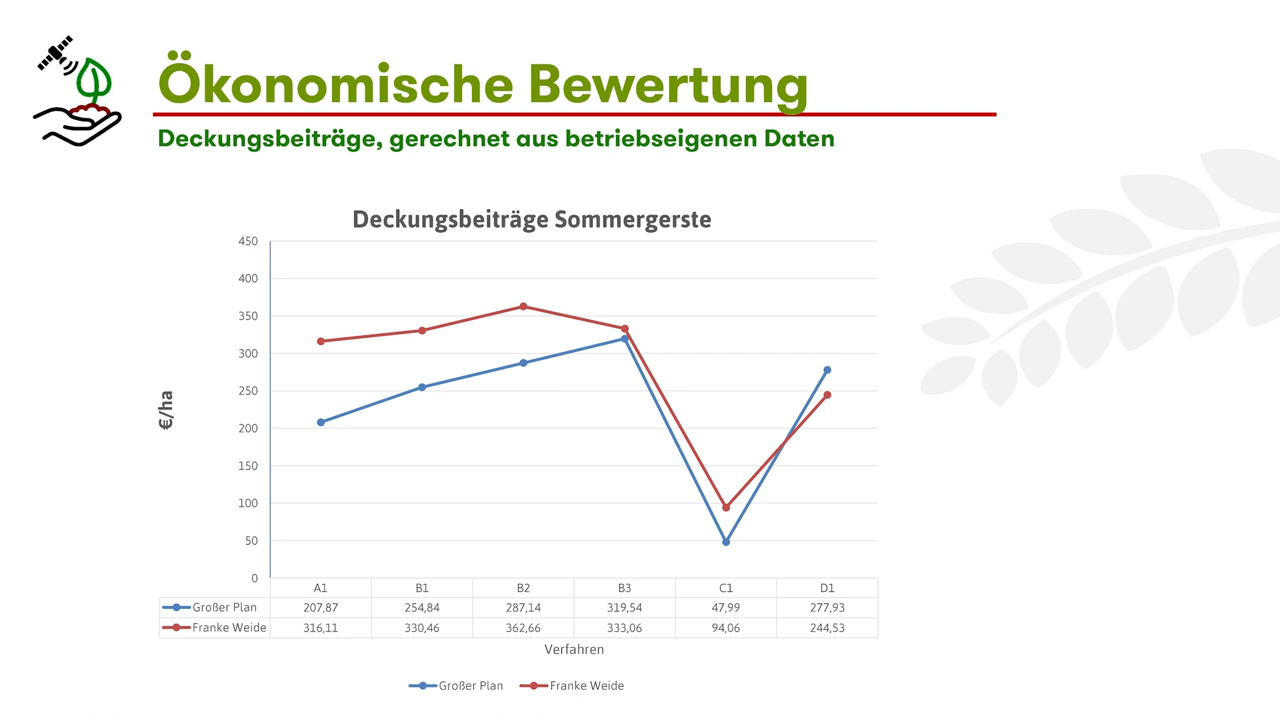 Ökonomische Bewertung
Deckungsbeiträge, gerechnet aus betriebseigenen Daten
Deckungsbeiträge Sommergerste
450
400
350
300
250
200
150
100
50
0
€/ha
A1 B1 B2 B3 C1 D1
Großer Plan 207,87 254,84 287,14 319,54 47,99 277,93
Franke Weide 316,11 330,46 362,66 333,06 94,06 244,53
Verfahren
Großer Plan Franke Weide